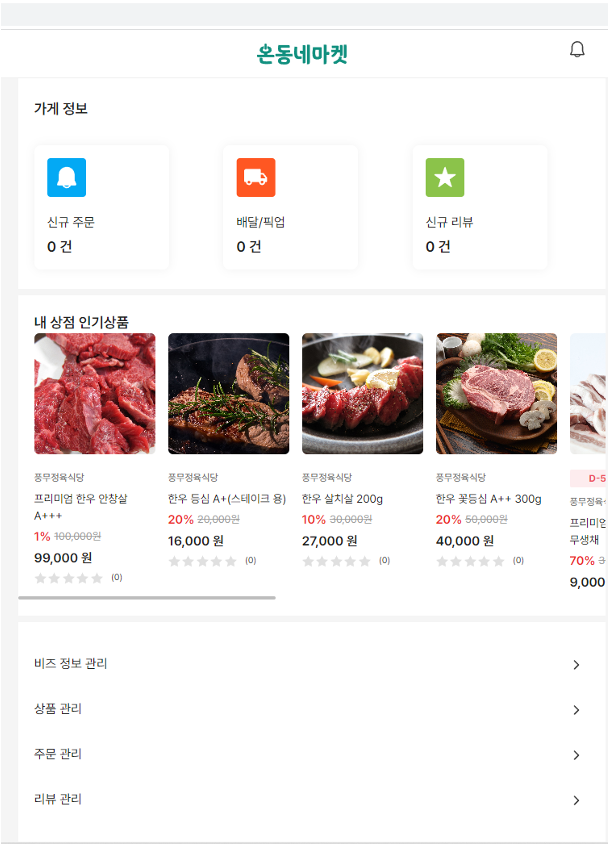 온동네마켓
가게 정보
신규 주문
0 건
배달/픽업
0 건
신규 리뷰
0 건
내 상점 인기상품
풍무정육식당
프리미엄 한우 안창살
A+++
1% 100,000원
99,000 원
(0)
풍무정육식당
한우 등심 A+(스테이크 용)
20% 20,000원
16,000 원
(0)
풍무정육식당
한우 살치살 200g
10% 30,000원
27,000 원
(0)
풍무정육식당
한우 꽃등심 A++ 300g
20% 50,000원
40,000 원
(0)
D-5
풍무정육
프리미엄
무생채
70%
9,000
비즈 정보 관리
상품 관리
주문 관리
리뷰 관리